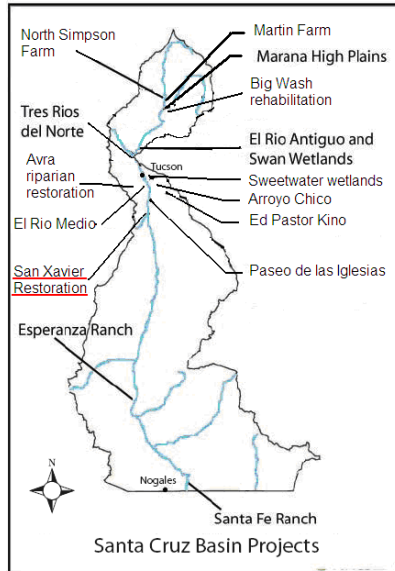 North Simpson
Farm
Martin Farm
Marana High Plains
Big Wash
rehabilitation
Tres Rios
del Norte
El Rio Antiguo and
Swan Wetlands
Avra
riparian
restoration
Tucson
Sweetwater wetlands
Arroyo Chico
El Rio Medio
Ed Pastor Kino
San Xavier
Restoration
Paseo de las Iglesias
Esperanza Ranch
N
Nogales
Santa Fe Ranch
Santa Cruz Basin Projects